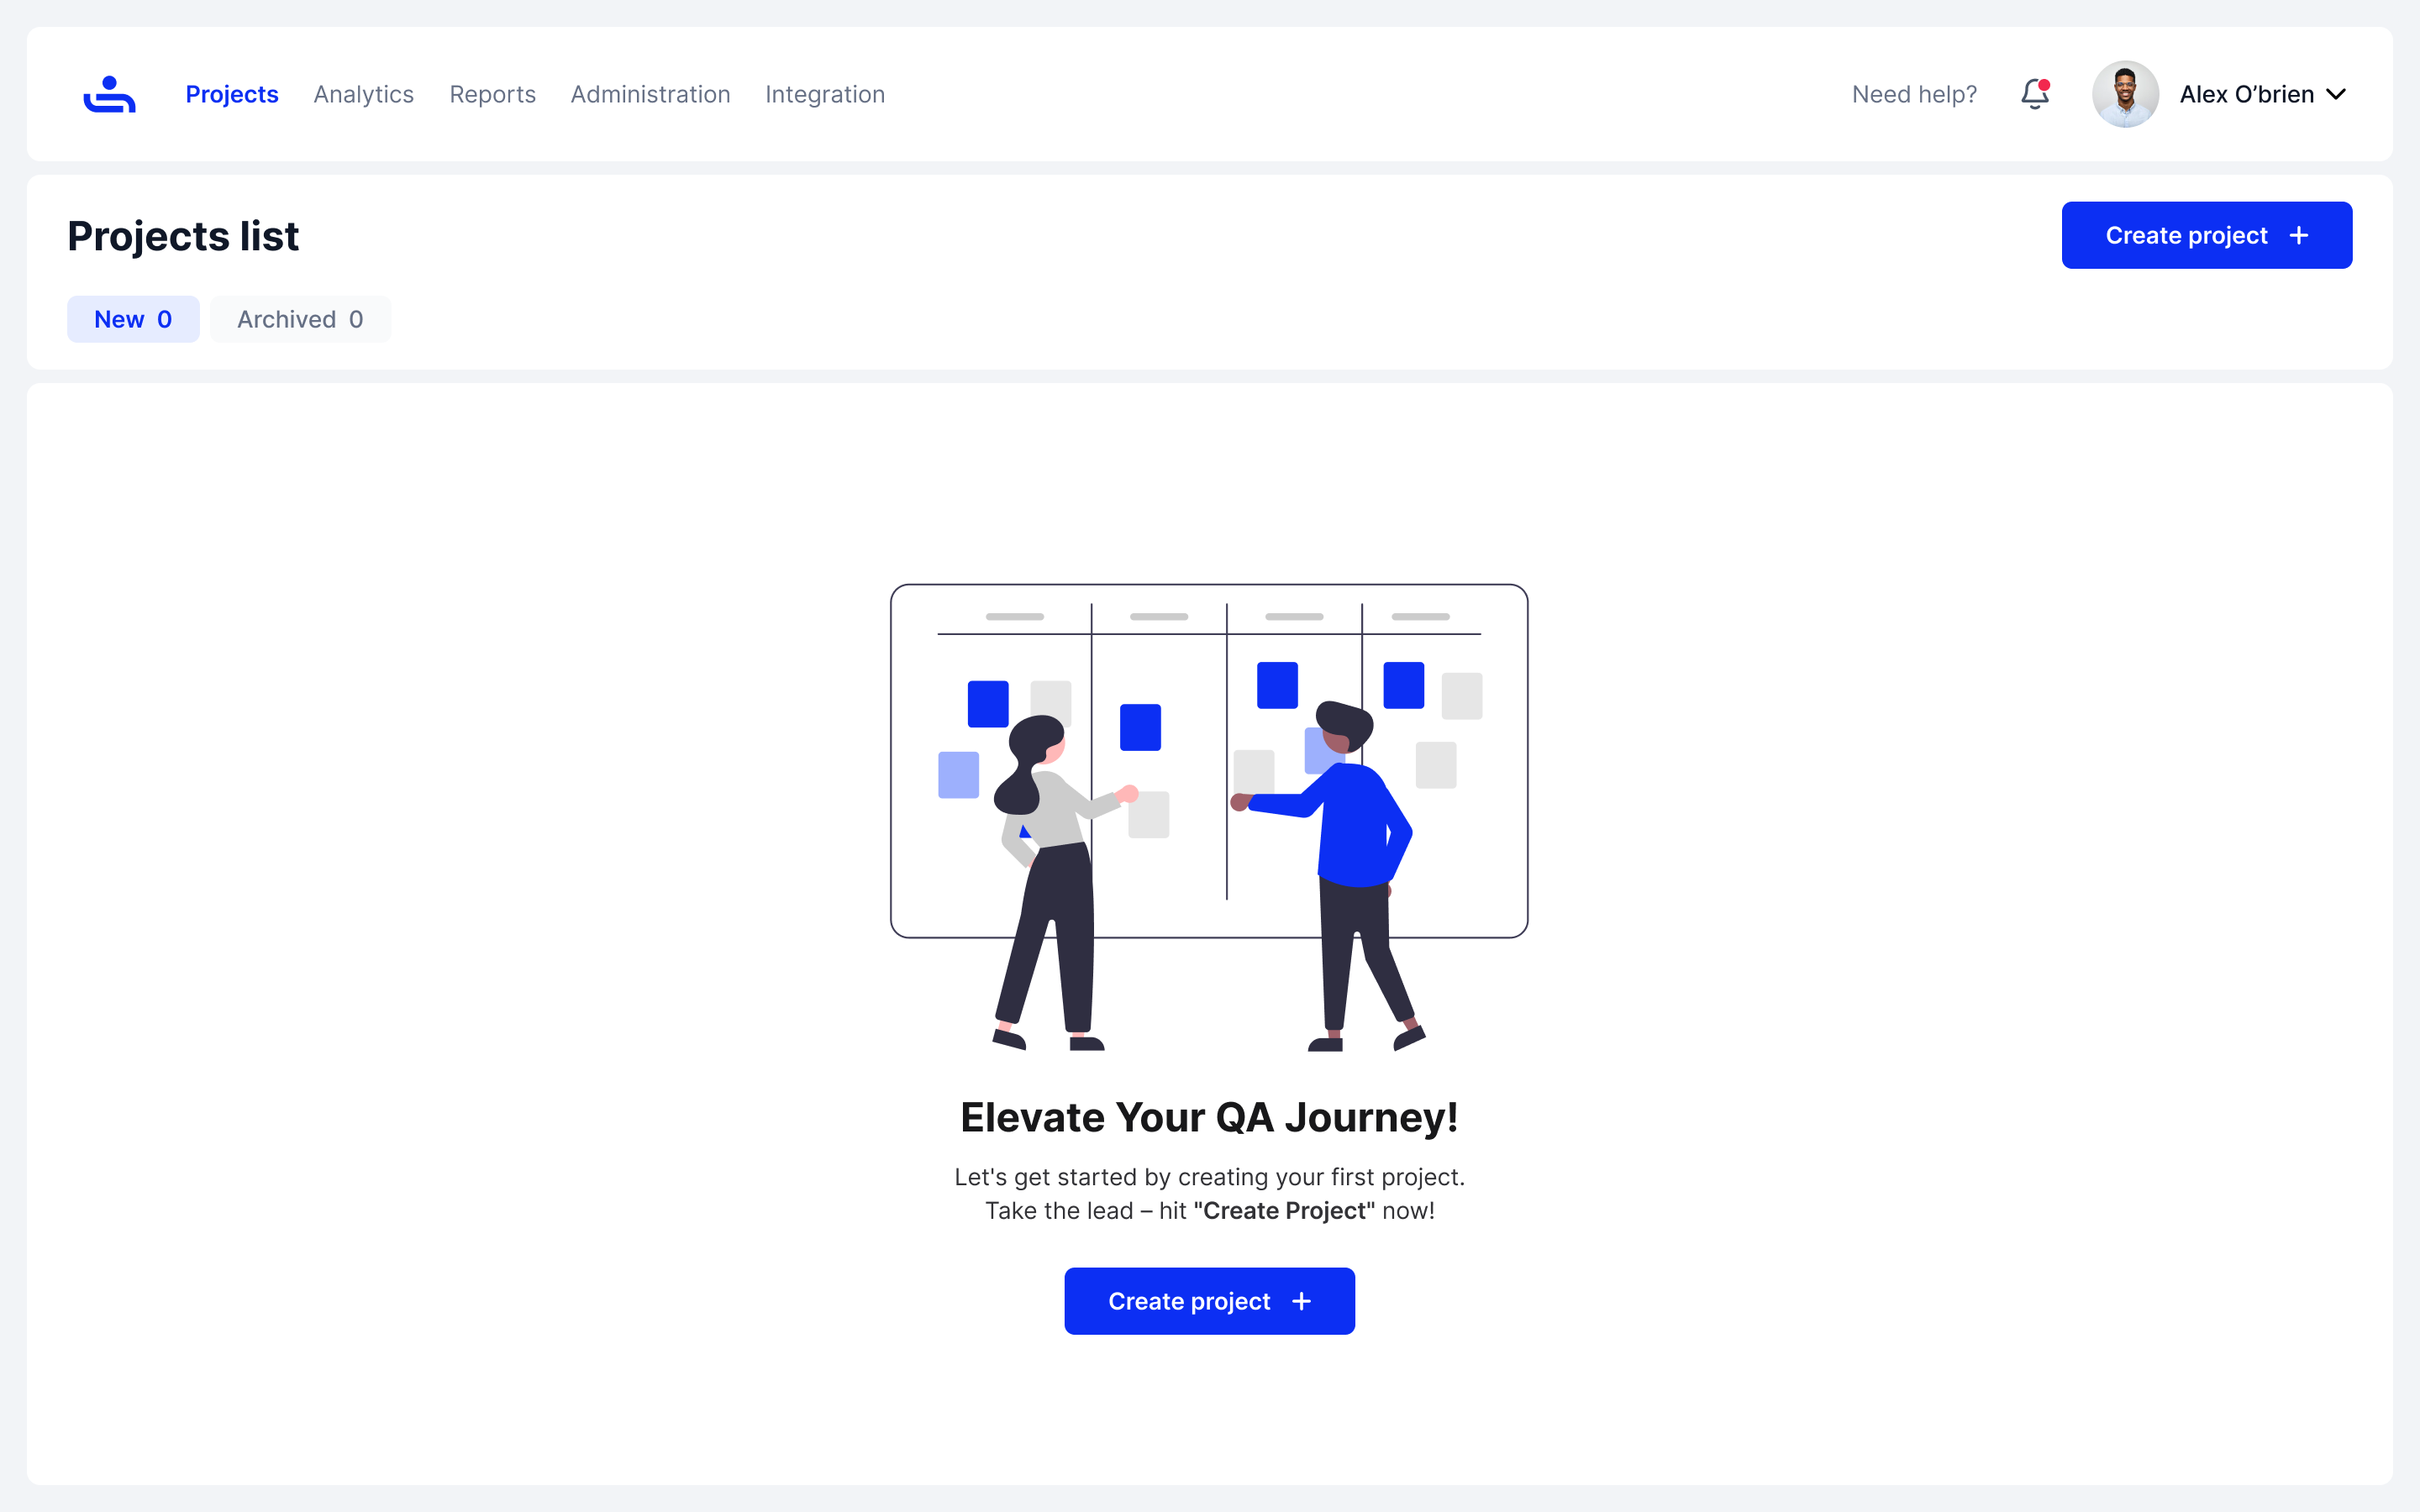 Projects Analytics Reports Administration Integration Need help? Alex O’brien
Projects list
Create project +
New 0 Archived 0
Elevate Your QA Journey!
Let's get started by creating your first project.
Take the lead – hit "Create Project" now!
Create project +